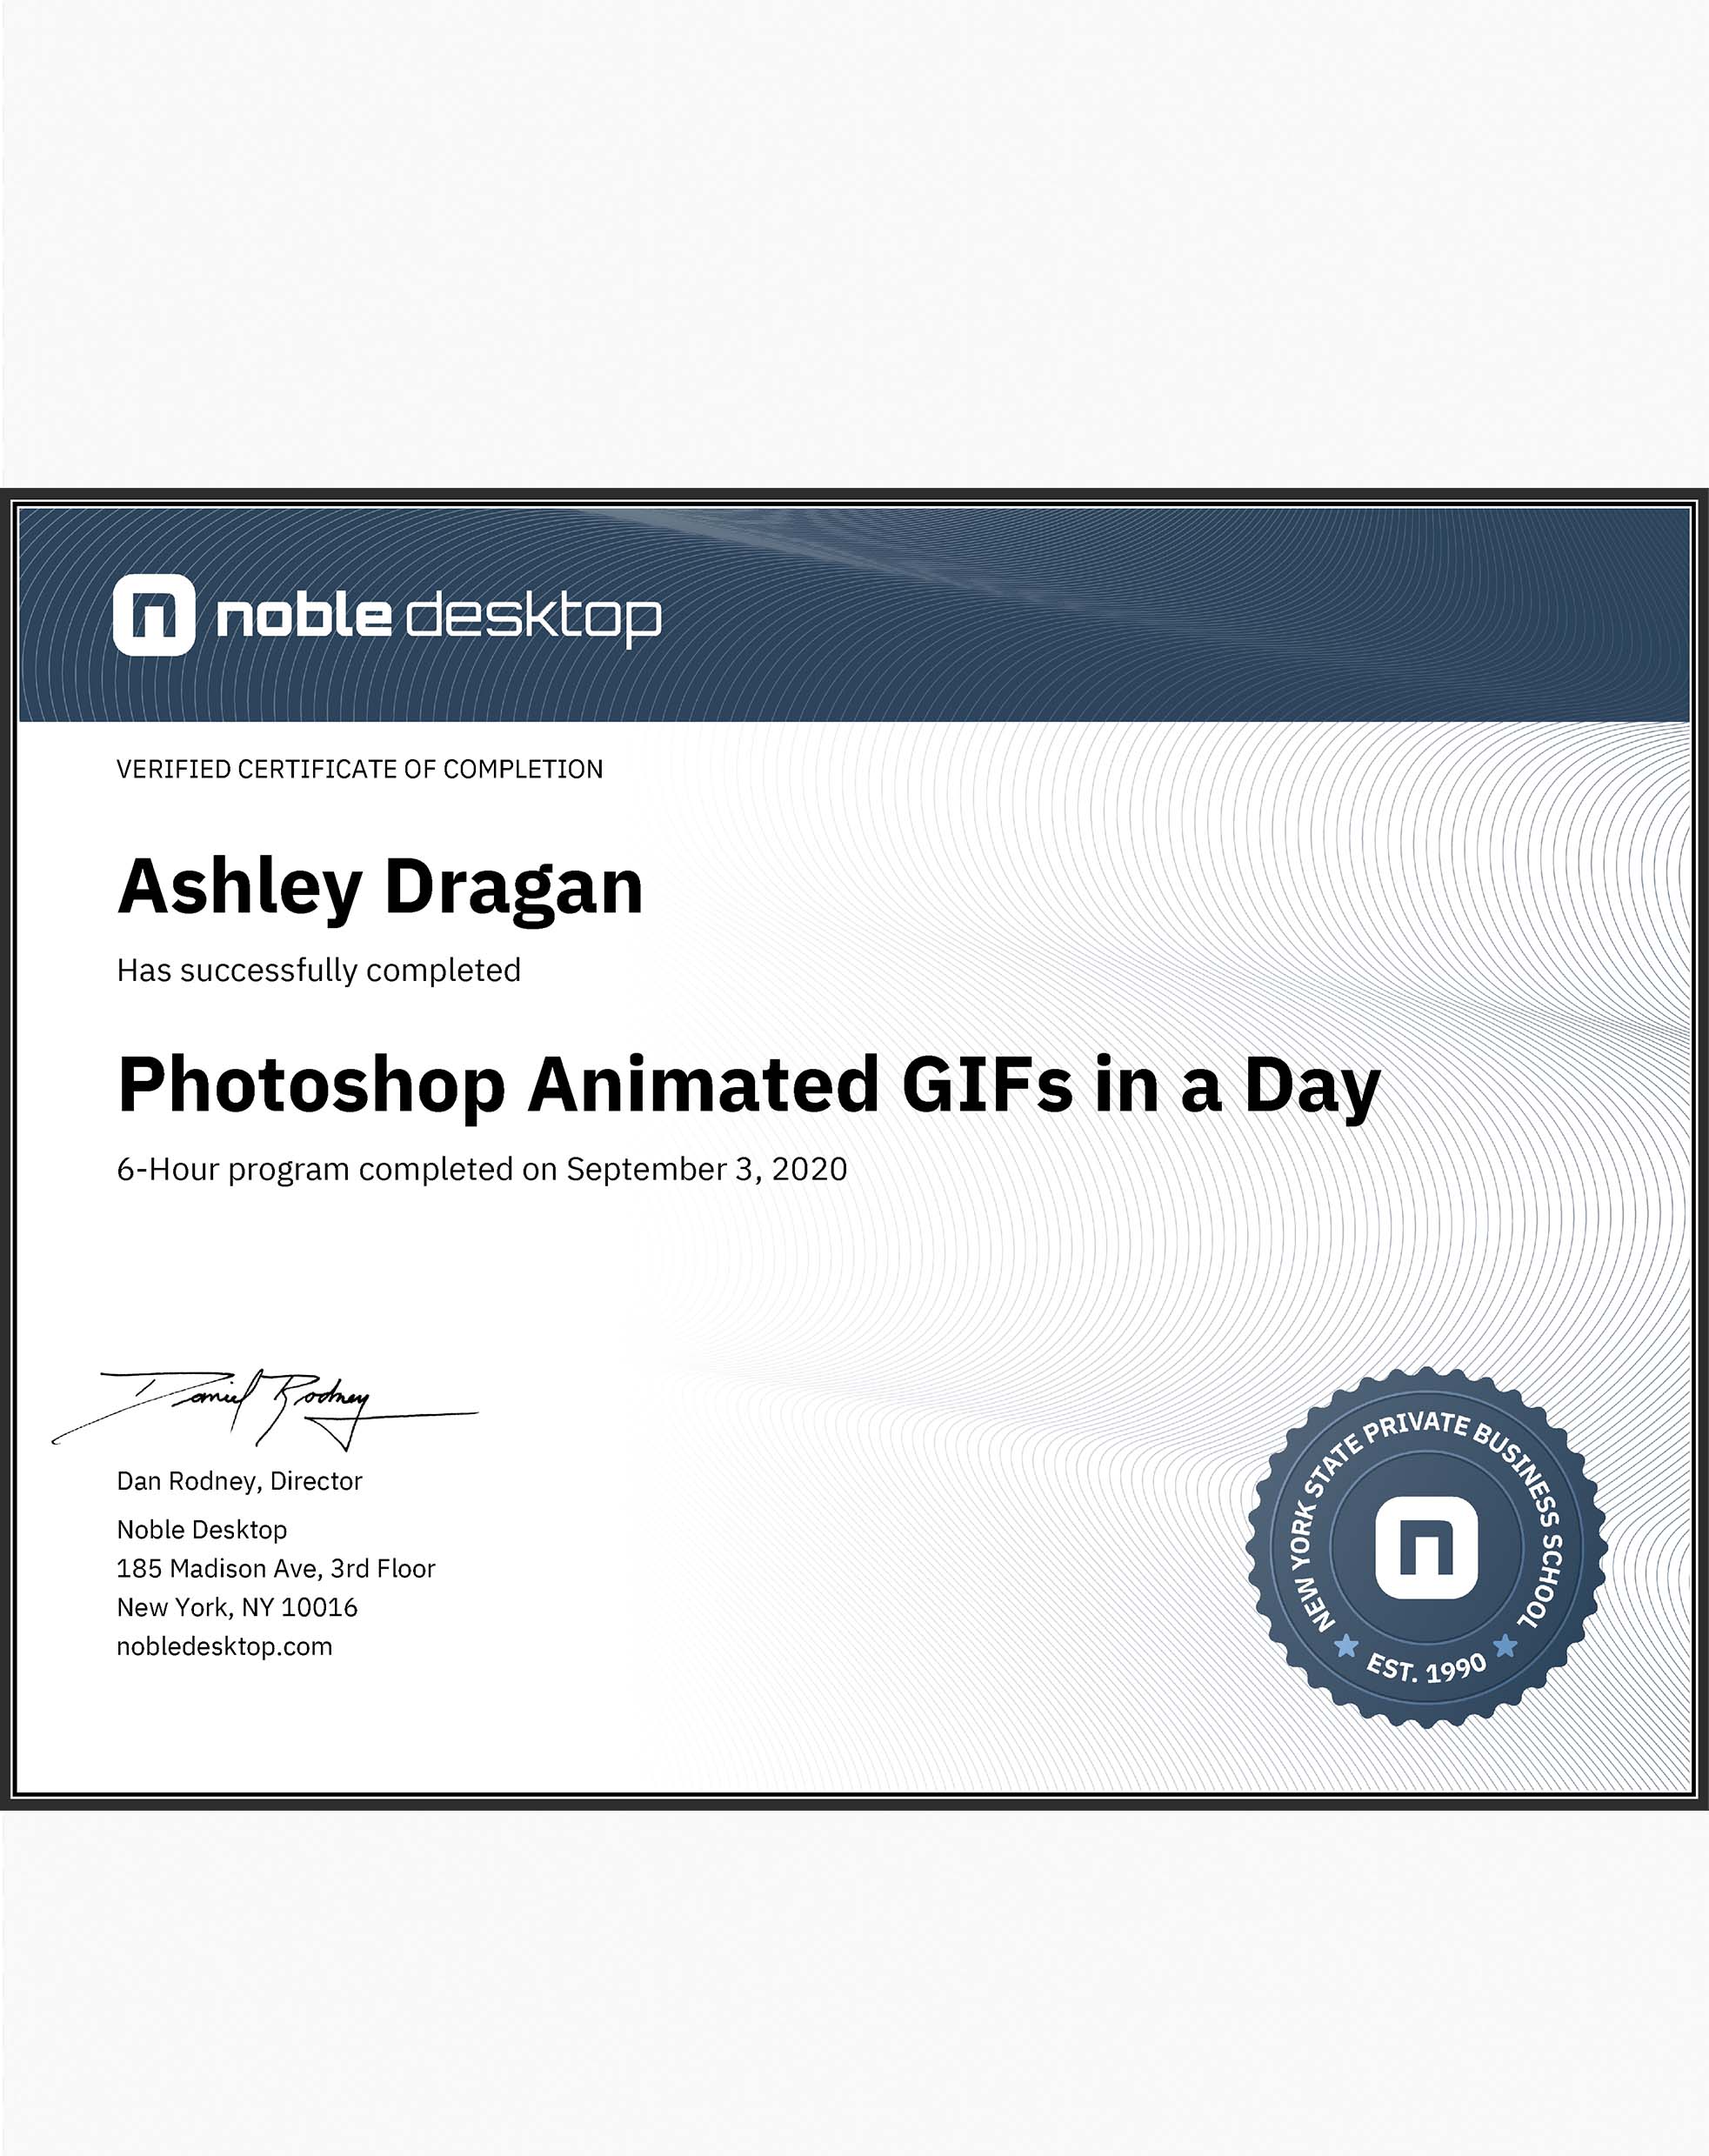 noble desktop
VERIFIED CERTIFICATE OF COMPLETION
Ashley Dragan
Has successfully completed
Photoshop Animated GIFs in a Day
6-Hour program completed on September 3, 2020
Daniel Rodney
Dan Rodney, Director
Noble Desktop
185 Madison Ave, 3rd Floor
New York, NY 10016
nobledesktop.com
NEW YORK STATE PRIVATE BUSINESS SCHOOL
n
EST. 1990